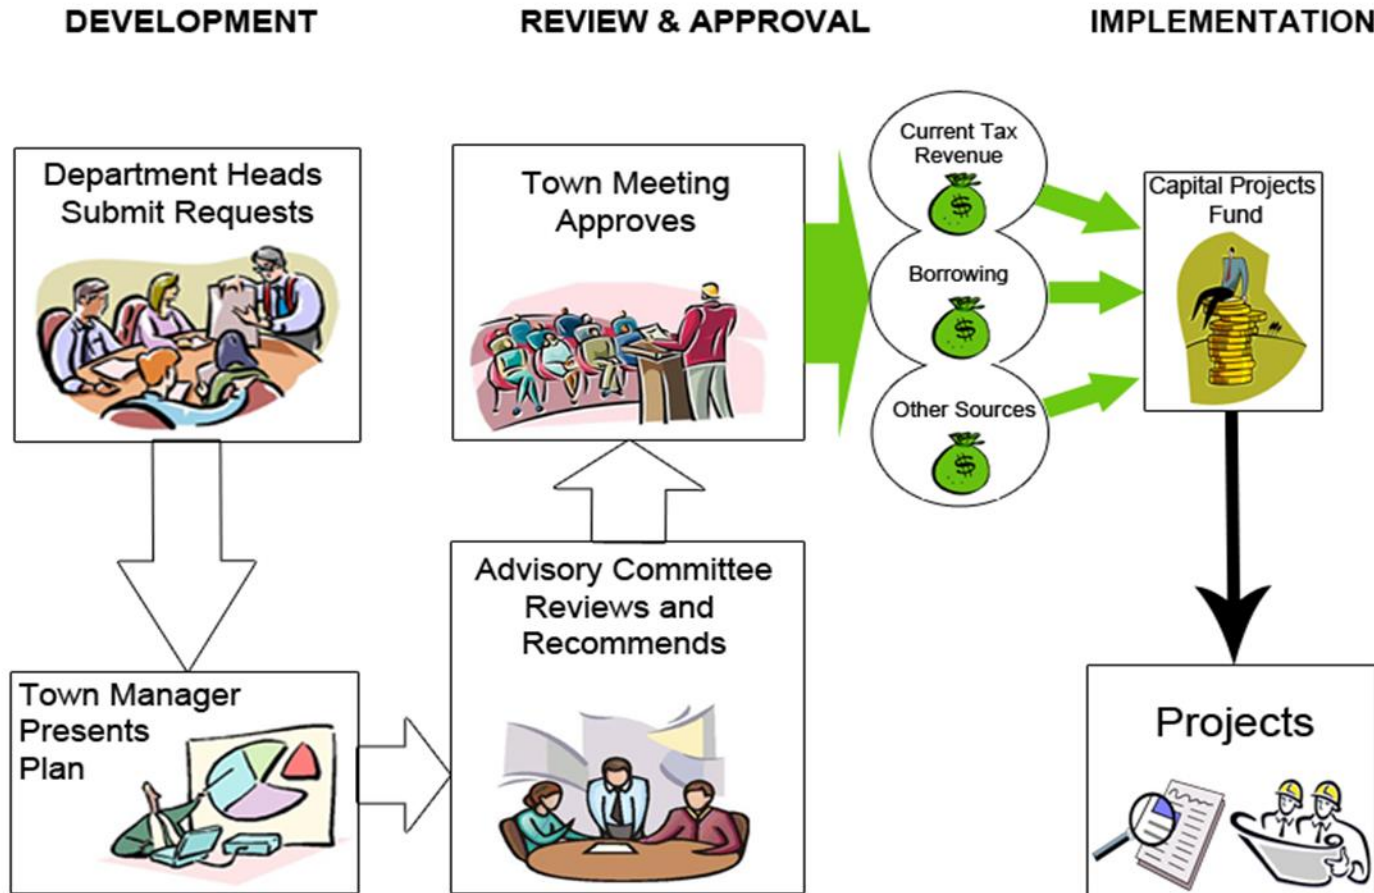 DEVELOPMENT
REVIEW & APPROVAL
IMPLEMENTATION
Department Heads
Submit Requests
Town Manager
Presents
Plan
Advisory Committee
Reviews and
Recommends
Town Meeting
Approves
Current Tax
Revenue
$
Borrowing
$
Other Sources
$
Capital Projects
Fund
Projects